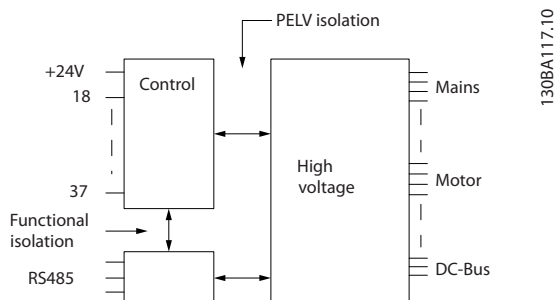 PELV isolation
+24V
Control
Mains
18
High
voltage
37
Motor
Functional
isolation
RS485
DC-Bus
130BA117.10